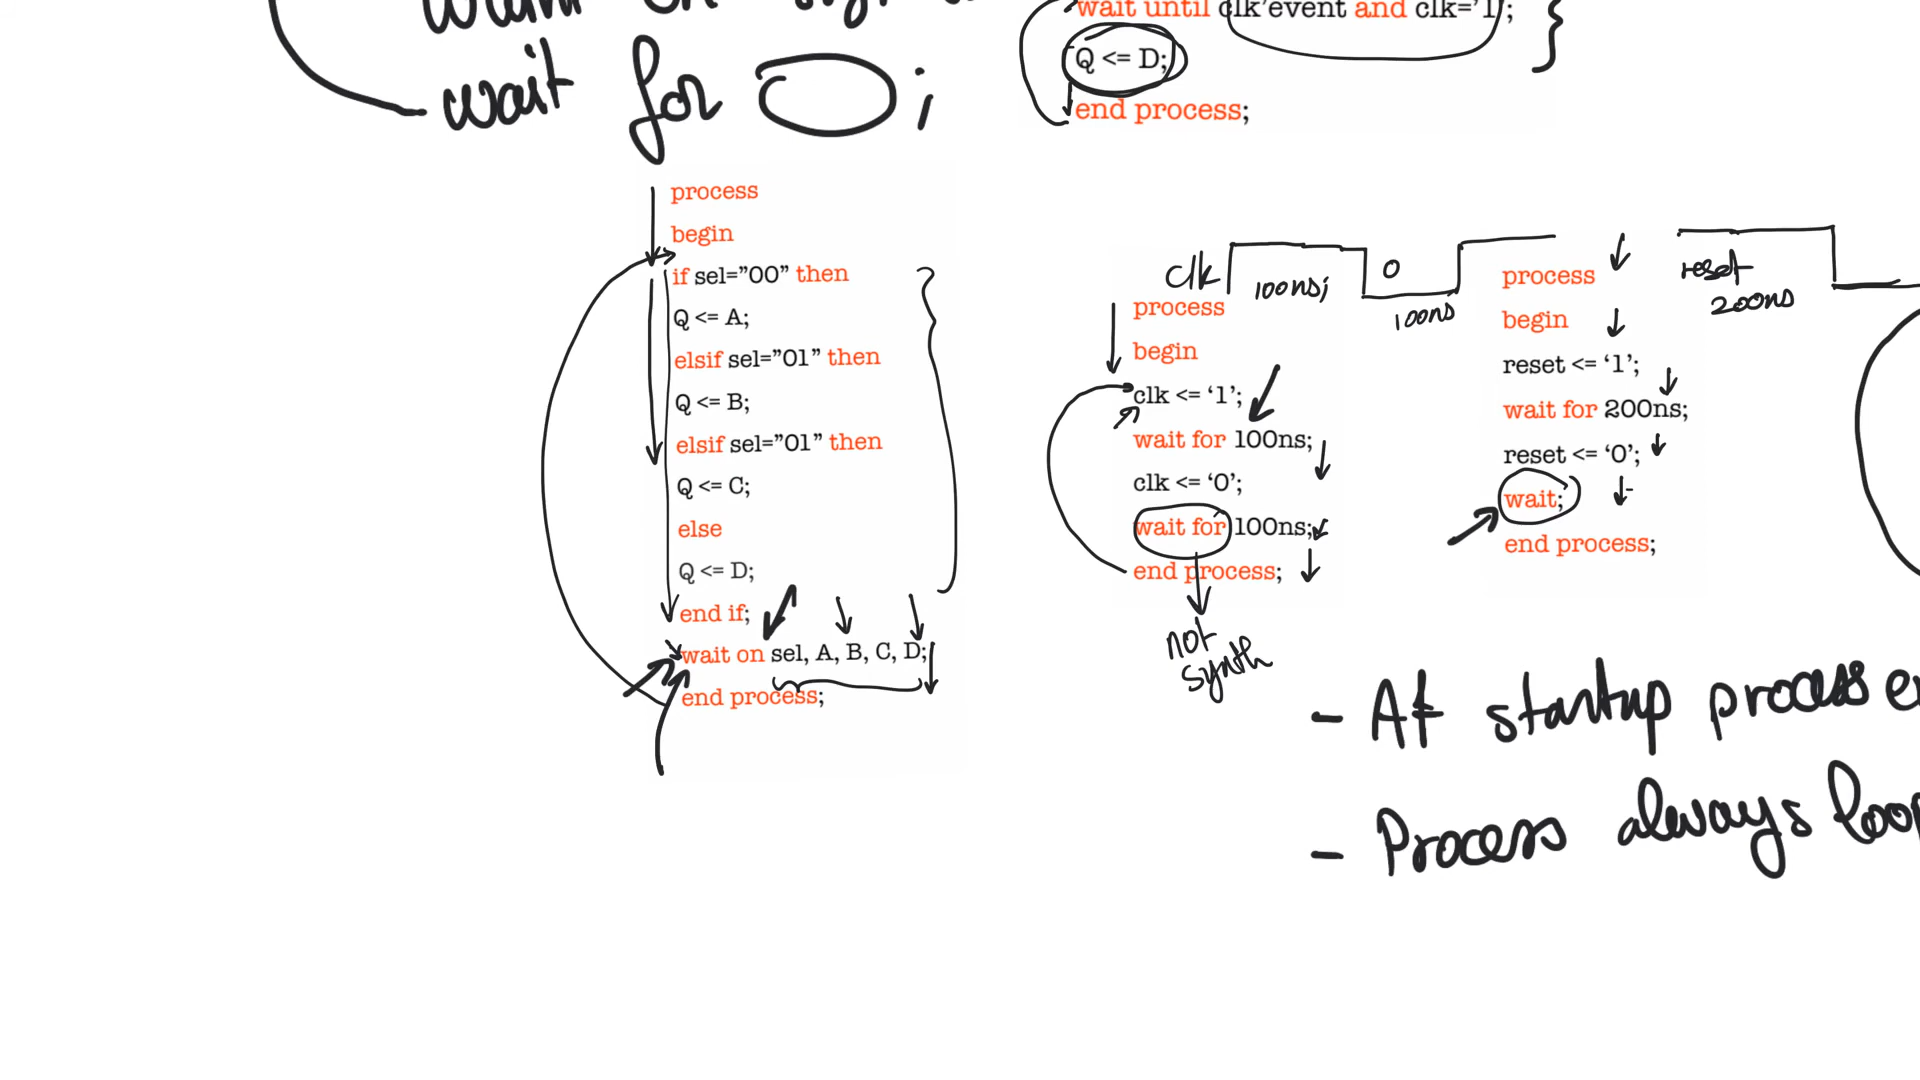 wait for ;
wait until clk'event and clk='1';
Q <= D;
end process;
process
begin
if sel="00" then
Q <= A;
elsif sel="01" then
Q <= B;
elsif sel="01" then
Q <= C;
else
Q <= D;
end if;
wait on sel, A, B, C, D;
end process;
clk 100ns; 0 100ns
process
begin
clk <= ‘1’;
wait for 100ns;
clk <= ‘0’;
wait for 100ns;
end process;
not
synth
reset
200ns
process
begin
reset <= ‘1’;
wait for 200ns;
reset <= ‘0’;
wait;
end process;
- At startup process
- Process always loop